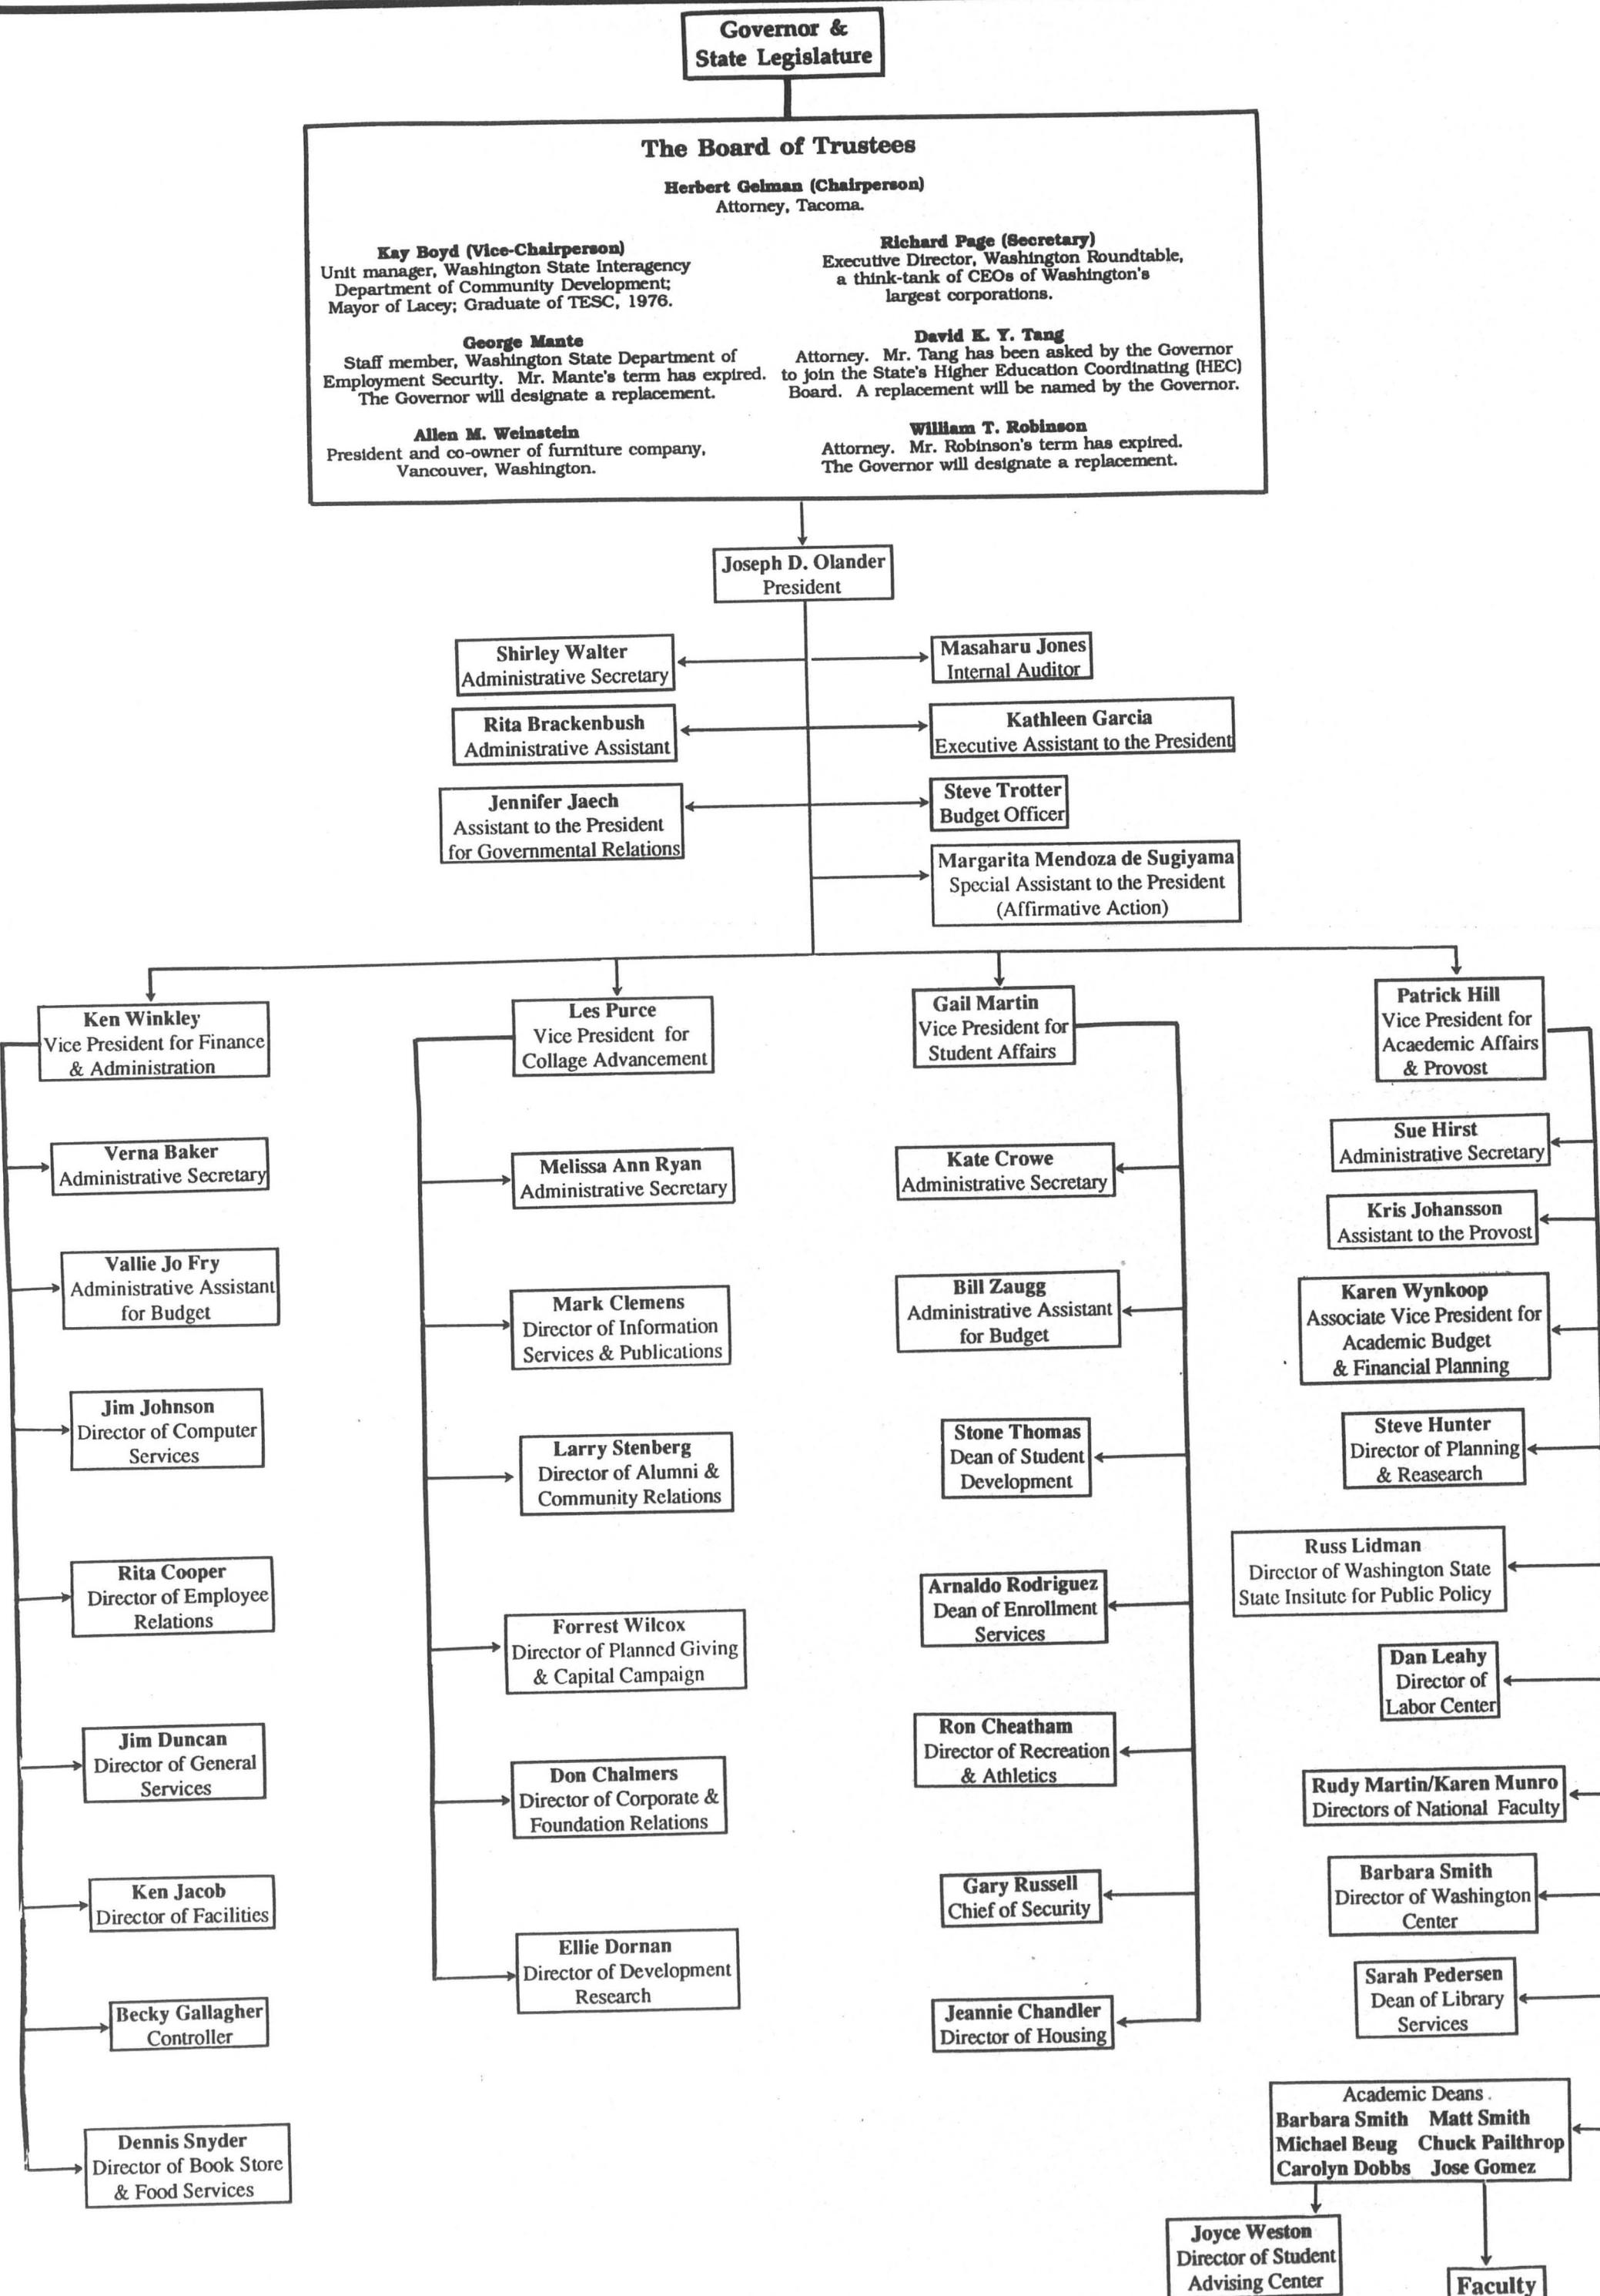 Governor &
State Legislature
The Board of Trustees
Herbert Gelman (Chairperson)
Attorney, Tacoma.
Kay Boyd (Vice-Chairperson)
Unit manager, Washington State Interagency
Department of Community Development;
Mayor of Lacey; Graduate of TESC, 1976.
Richard Page (Secretary)
Executive Director, Washington Roundtable,
a think-tank of CEOs of Washington's
largest corporations.
George Mante
Staff member, Washington State Department of
Employment Security. Mr. Mante's term has expired.
The Governor will designate a replacement.
David K. Y. Tang
Attorney. Mr. Tang has been asked by the Governor
to join the State's Higher Education Coordinating (HEC)
Board. A replacement will be named by the Governor.
Allen M. Weinstein
President and co-owner of furniture company,
Vancouver, Washington.
William T. Robinson
Attorney. Mr. Robinson's term has expired.
The Governor will designate a replacement.
Joseph D. Olander
President
Shirley Walter
Administrative Secretary
Masaharu Jones
Internal Auditor
Rita Brackenbush
Administrative Assistant
Kathleen Garcia
Executive Assistant to the President
Jennifer Jaech
Assistant to the President
for Governmental Relations
Steve Trotter
Budget Officer
Margarita Mendoza de Sugiyama
Special Assistant to the President
(Affirmative Action)
Ken Winkley
Vice President for Finance
& Administration
Verna Baker
Administrative Secretary
Vallie Jo Fry
Administrative Assistant
for Budget
Jim Johnson
Director of Computer
Services
Rita Cooper
Director of Employee
Relations
Jim Duncan
Director of General
Services
Ken Jacob
Director of Facilities
Becky Gallagher
Controller
Dennis Snyder
Director of Book Store
& Food Services
Les Purce
Vice President for
Collage Advancement
Melissa Ann Ryan
Administrative Secretary
Mark Clemens
Director of Information
Services & Publications
Larry Stenberg
Director of Alumni &
Community Relations
Forrest Wilcox
Director of Planned Giving
& Capital Campaign
Don Chalmers
Director of Corporate &
Foundation Relations
Ellie Dornan
Director of Development
Research
Gail Martin
Vice President for
Student Affairs
Kate Crowe
Administrative Secretary
Bill Zaugg
Administrative Assistant
for Budget
Stone Thomas
Dean of Student
Development
Arnaldo Rodriguez
Dean of Enrollment
Services
Ron Cheatham
Director of Recreation
& Athletics
Gary Russell
Chief of Security
Jeannie Chandler
Director of Housing
Patrick Hill
Vice President for
Acaedemic Affairs
& Provost
Sue Hirst
Administrative Secretary
Kris Johansson
Assistant to the Provost
Karen Wynkoop
Associate Vice President for
Academic Budget
& Financial Planning
Steve Hunter
Director of Planning
& Reasearch
Russ Lidman
Director of Washington State
State Insitute for Public Policy
Dan Leahy
Director of
Labor Center
Rudy Martin/Karen Munro
Directors of National Faculty
Barbara Smith
Director of Washington
Center
Sarah Pedersen
Dean of Library
Services
Academic Deans
Barbara Smith Matt Smith
Michael Beug Chuck Pailthrop
Carolyn Dobbs Jose Gomez
Joyce Weston
Director of Student
Advising Center
Faculty